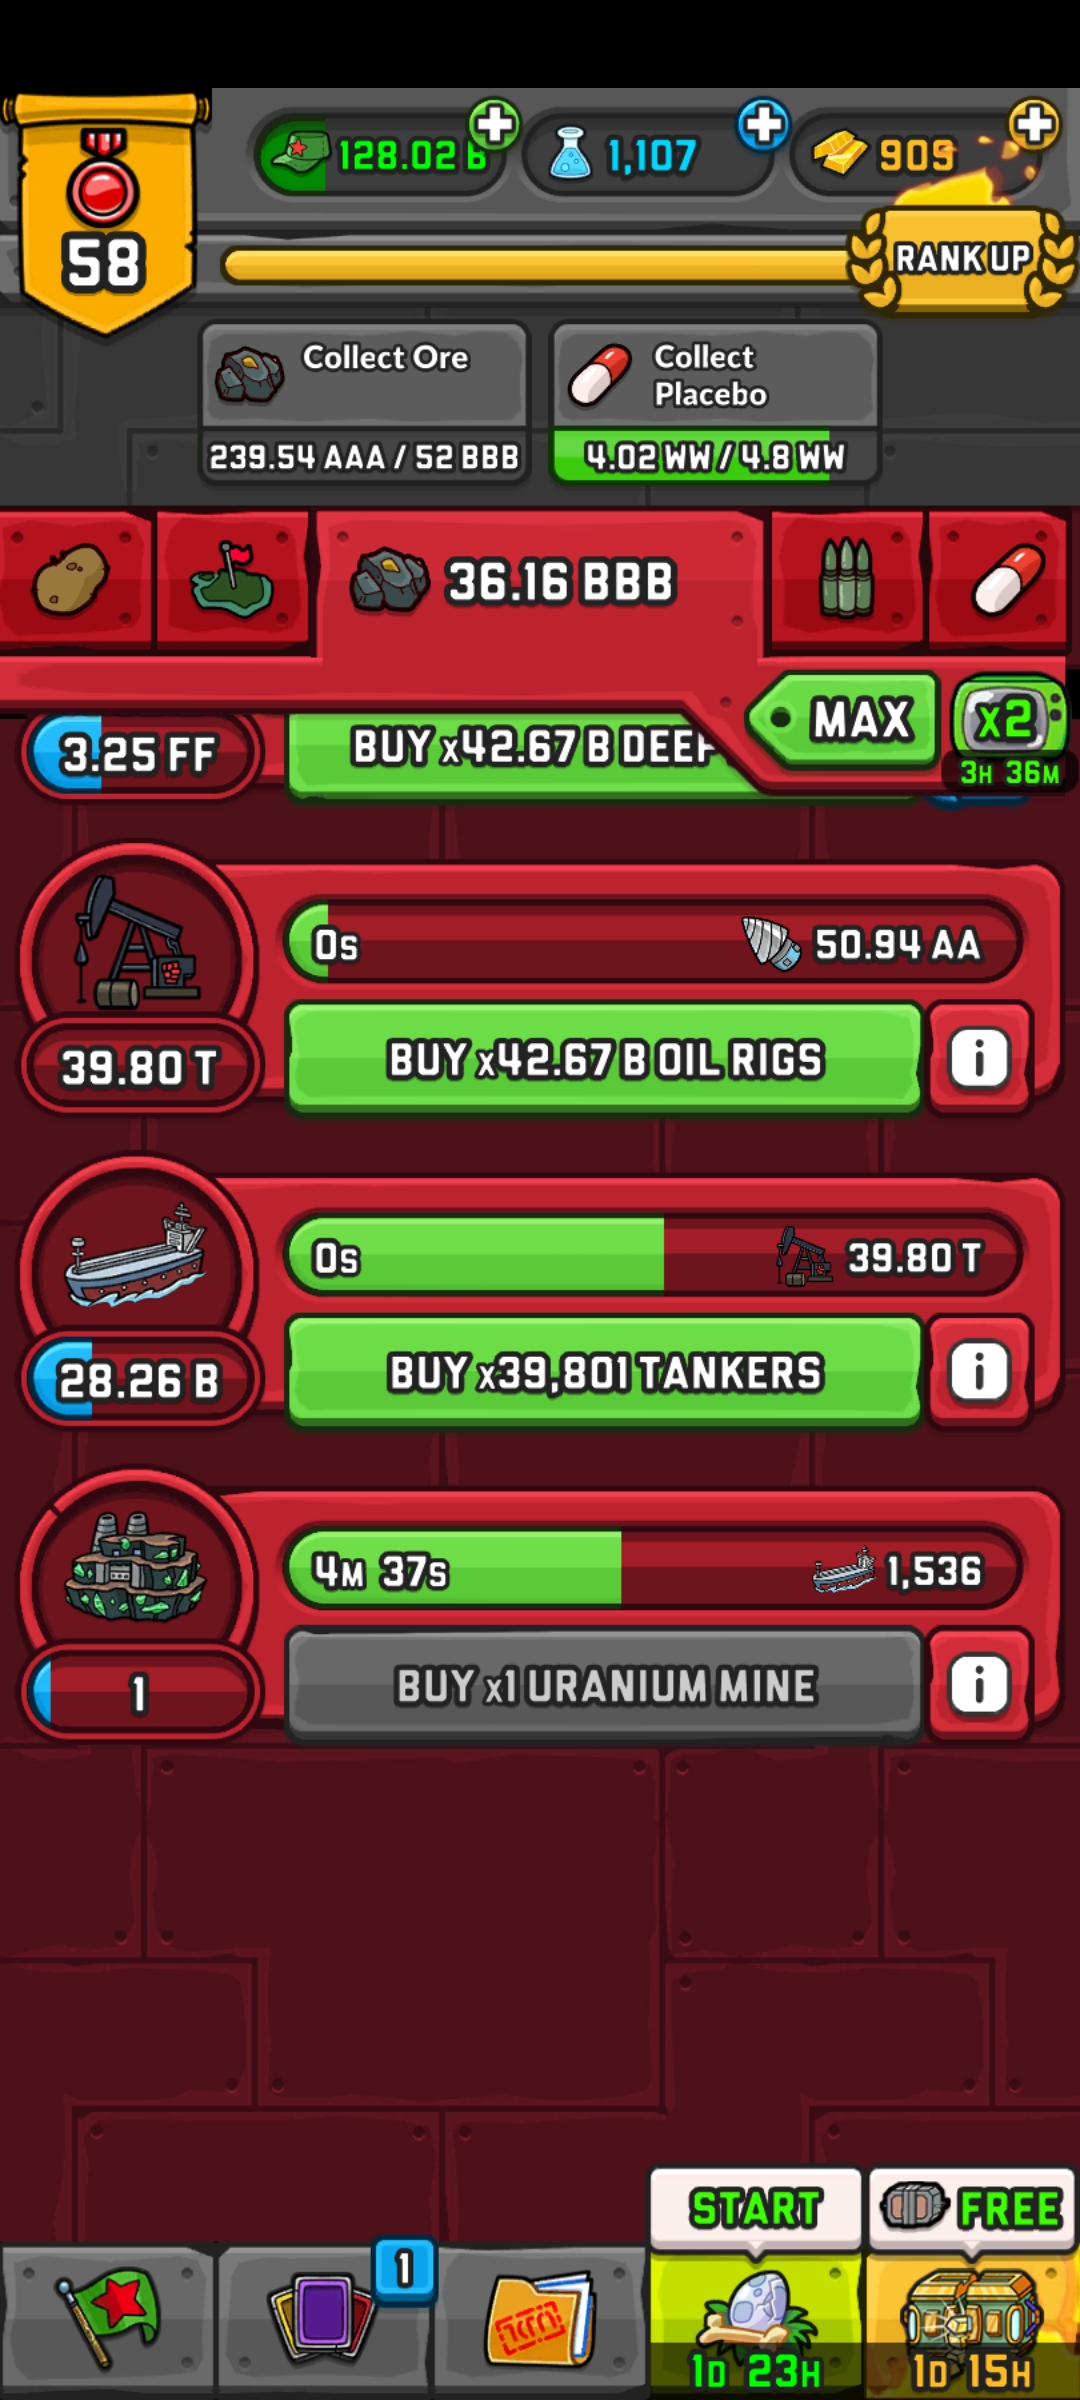 128.02 B
1,107
909
58
RANK UP
Collect Ore
239.54 AAA / 52 BBB
Collect
Placebo
4.02 WW / 4.8 WW
36.16 BBB
MAX
x2
3H 36M
3.25 FF
BUY x42.67 B DEEP
0s
50.94 AA
39.80 T
BUY x42.67 B OIL RIGS
i
0s
39.80 T
28.26 B
BUY x39,801 TANKERS
i
4M 37s
1,536
1
BUY x1 URANIUM MINE
i
START
FREE
1
1D 23H
1D 15H